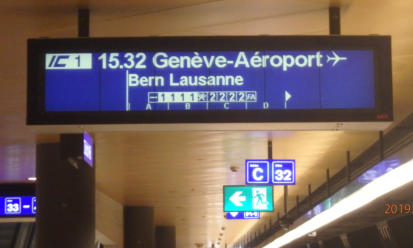 IC 1 15.32 Genève-Aéroport
Bern Lausanne
1 1 1 1 2 2 2 2 FA
A B C D
C 32
33
2019